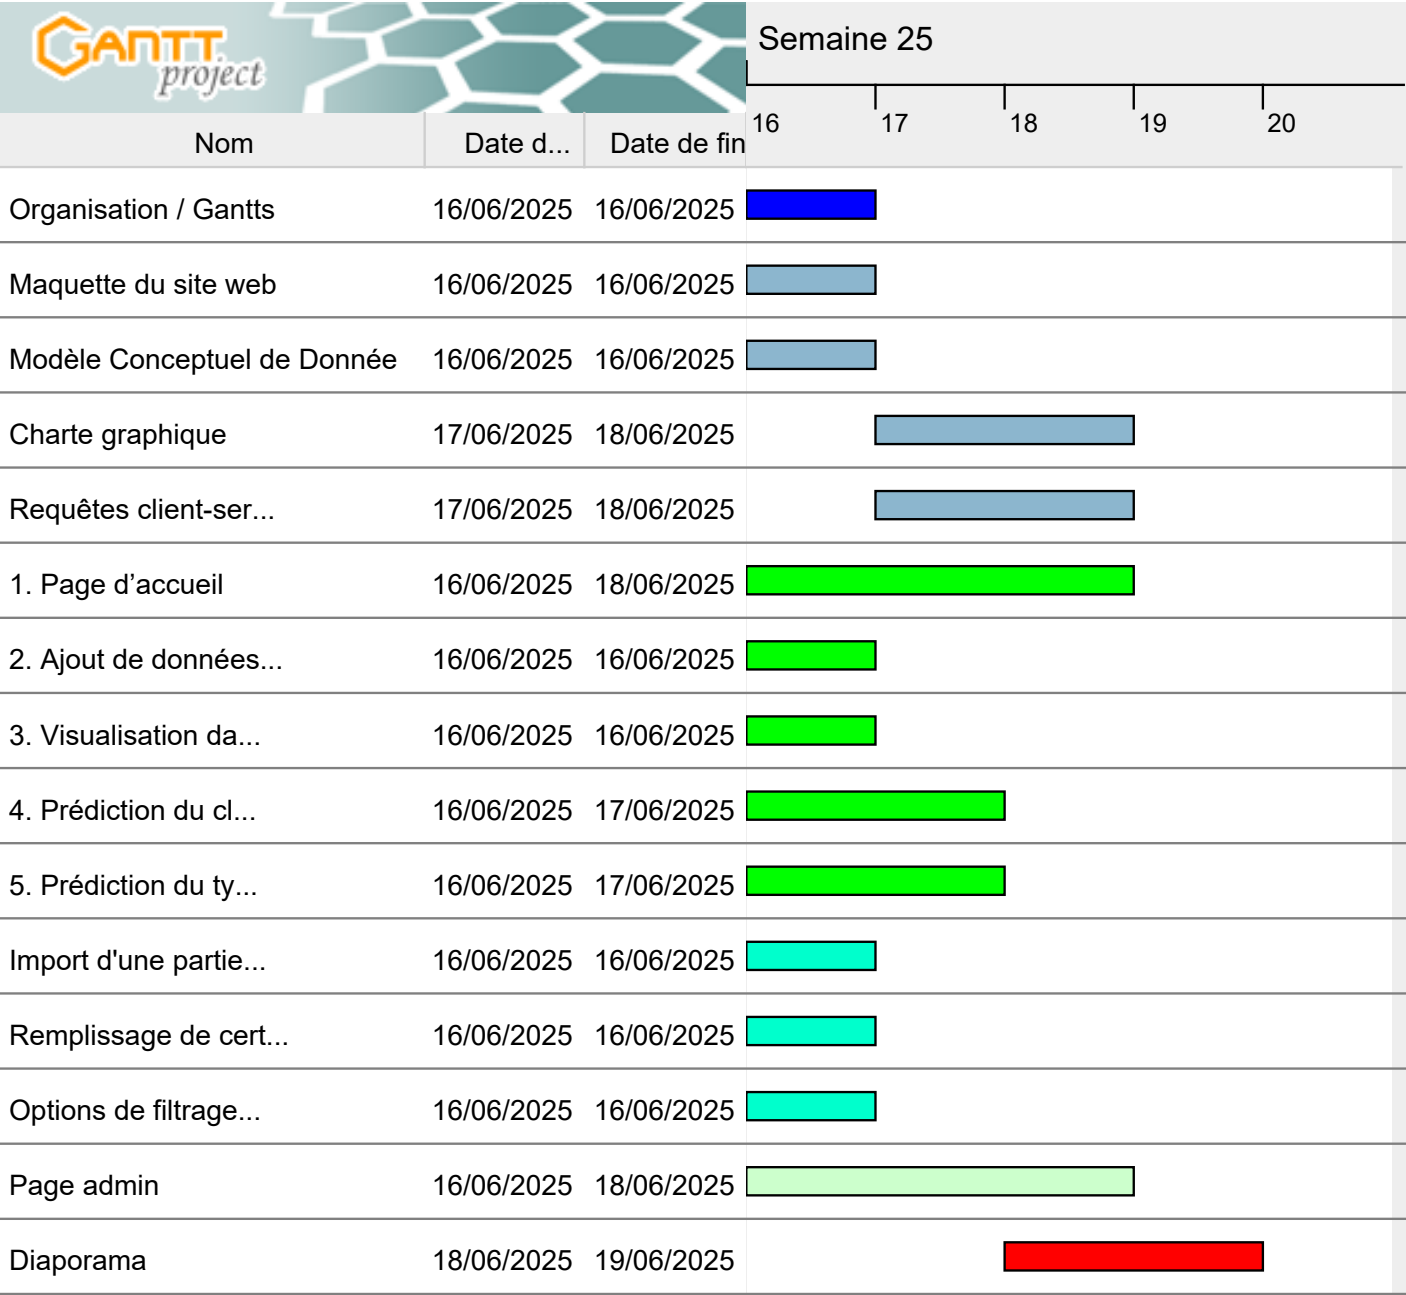 GANTT
project
Semaine 25
16 17 18 19 20
Nom Date d... Date de fin
Organisation / Gantts 16/06/2025 16/06/2025
Maquette du site web 16/06/2025 16/06/2025
Modèle Conceptuel de Donnée 16/06/2025 16/06/2025
Charte graphique 17/06/2025 18/06/2025
Requêtes client-ser... 17/06/2025 18/06/2025
1. Page d’accueil 16/06/2025 18/06/2025
2. Ajout de données... 16/06/2025 16/06/2025
3. Visualisation da... 16/06/2025 16/06/2025
4. Prédiction du cl... 16/06/2025 17/06/2025
5. Prédiction du ty... 16/06/2025 17/06/2025
Import d'une partie... 16/06/2025 16/06/2025
Remplissage de cert... 16/06/2025 16/06/2025
Options de filtrage... 16/06/2025 16/06/2025
Page admin 16/06/2025 18/06/2025
Diaporama 18/06/2025 19/06/2025